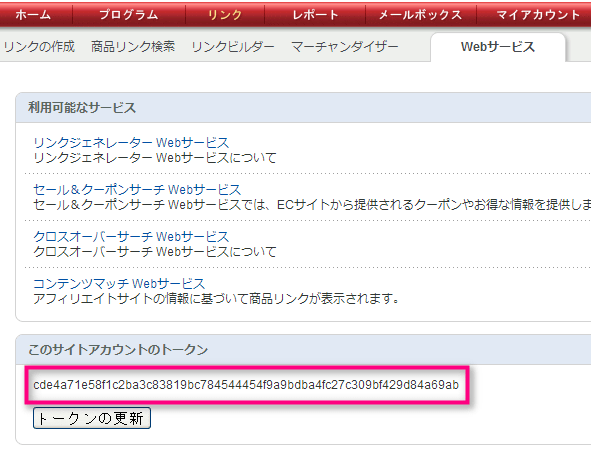 ホーム プログラム リンク レポート メールボックス マイアカウント
リンクの作成 商品リンク検索 リンクビルダー マーチャンダイザー Webサービス
利用可能なサービス
リンクジェネレーター Webサービス
リンクジェネレーター Webサービスについて
セール＆クーポンサーチ Webサービス
セール＆クーポンサーチ Webサービスでは、ECサイトから提供されるクーポンやお得な情報を提供しま
クロスオーバーサーチ Webサービス
クロスオーバーサーチ Webサービスについて
コンテンツマッチ Webサービス
アフィリエイトサイトの情報に基づいて商品リンクが表示されます。
このサイトアカウントのトークン
cde4a71e58f1c2ba3c83819bc784544454f9a9bdba4fc27c309bf429d84a69ab
トークンの更新